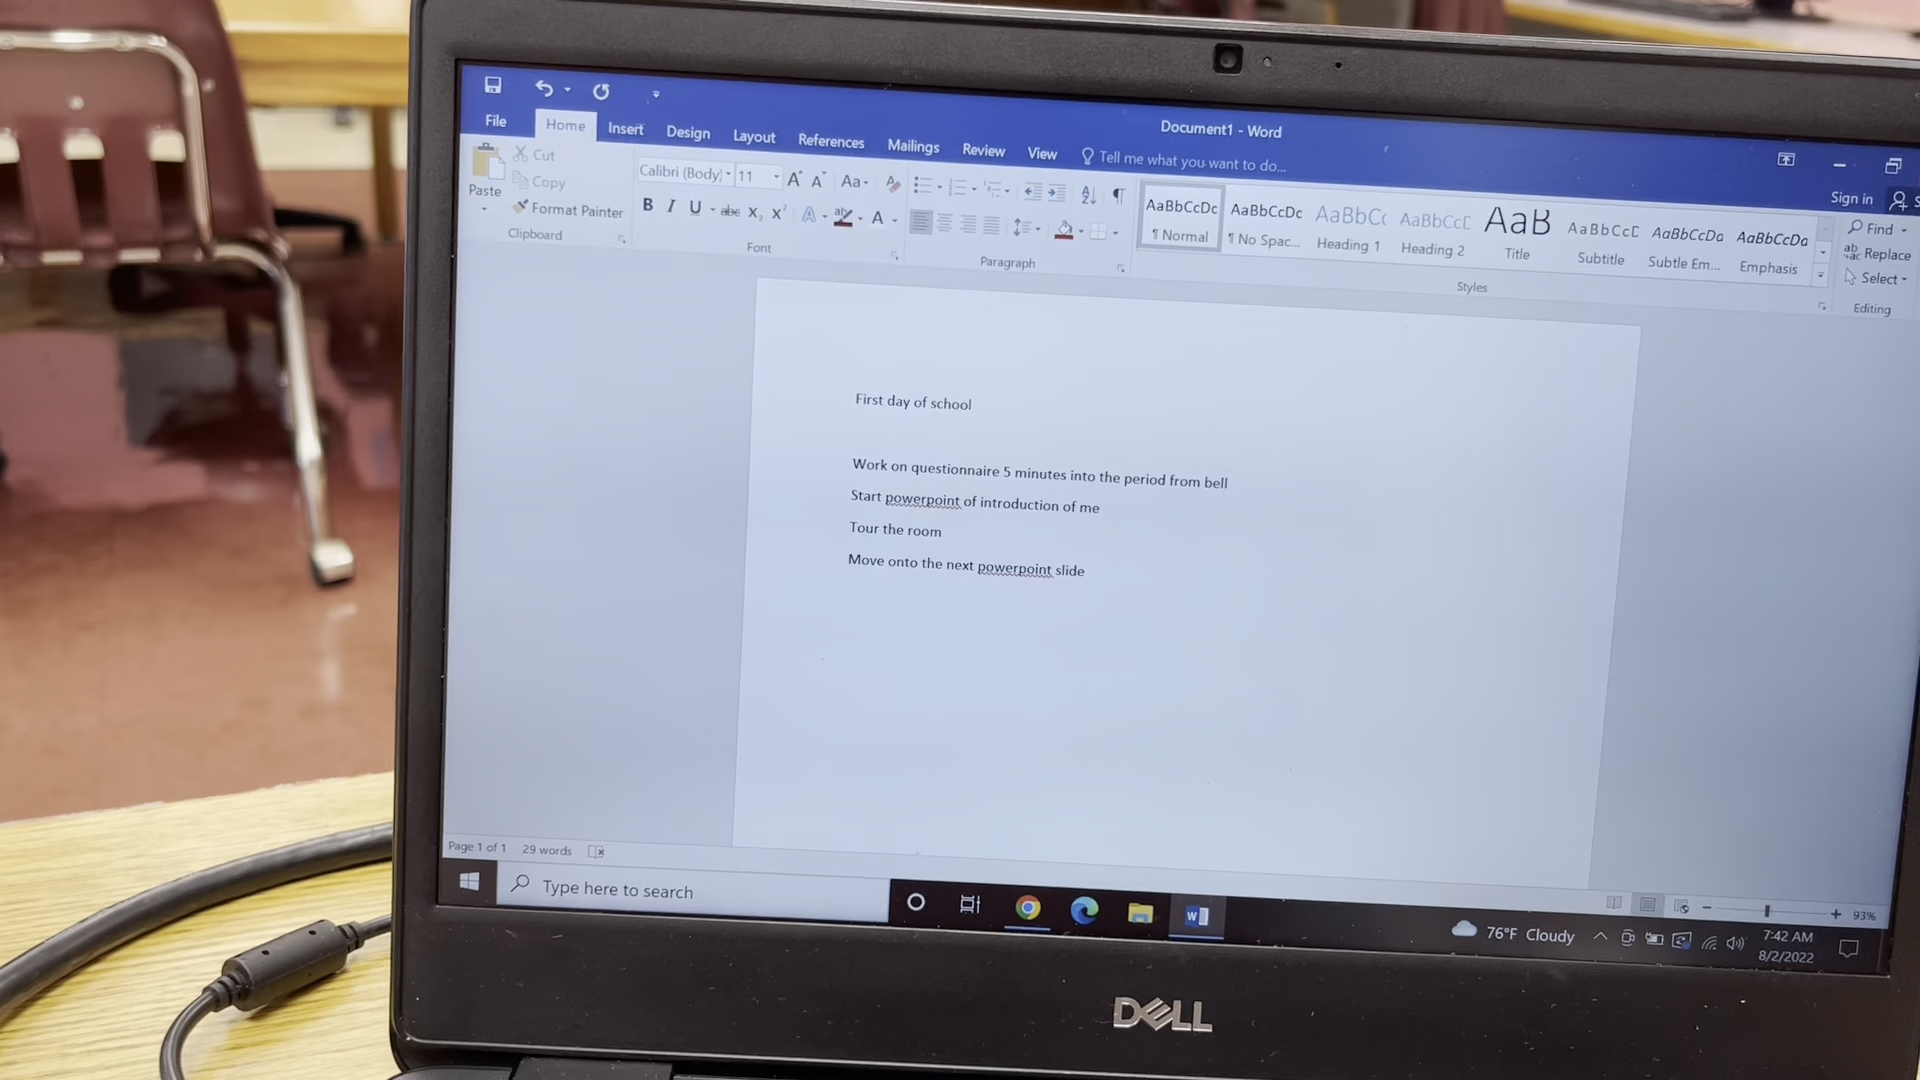 Document1 - Word
File Home Insert Design Layout References Mailings Review View Tell me what you want to do...
Sign in
Paste
Cut
Copy
Format Painter
Clipboard
Calibri (Body) 11
Font
Paragraph
AaBbCcDc AaBbCcDc AaBbCc AaBbCcD AaB AaBbCcD AaBbCcDa AaBbCcDa
¶ Normal ¶ No Spac... Heading 1 Heading 2 Title Subtitle Subtle Em... Emphasis
Styles
Find
Replace
Select
Editing
First day of school
Work on questionnaire 5 minutes into the period from bell
Start powerpoint of introduction of me
Tour the room
Move onto the next powerpoint slide
Page 1 of 1 29 words
93%
Type here to search
76°F Cloudy
7:42 AM
8/2/2022
DELL